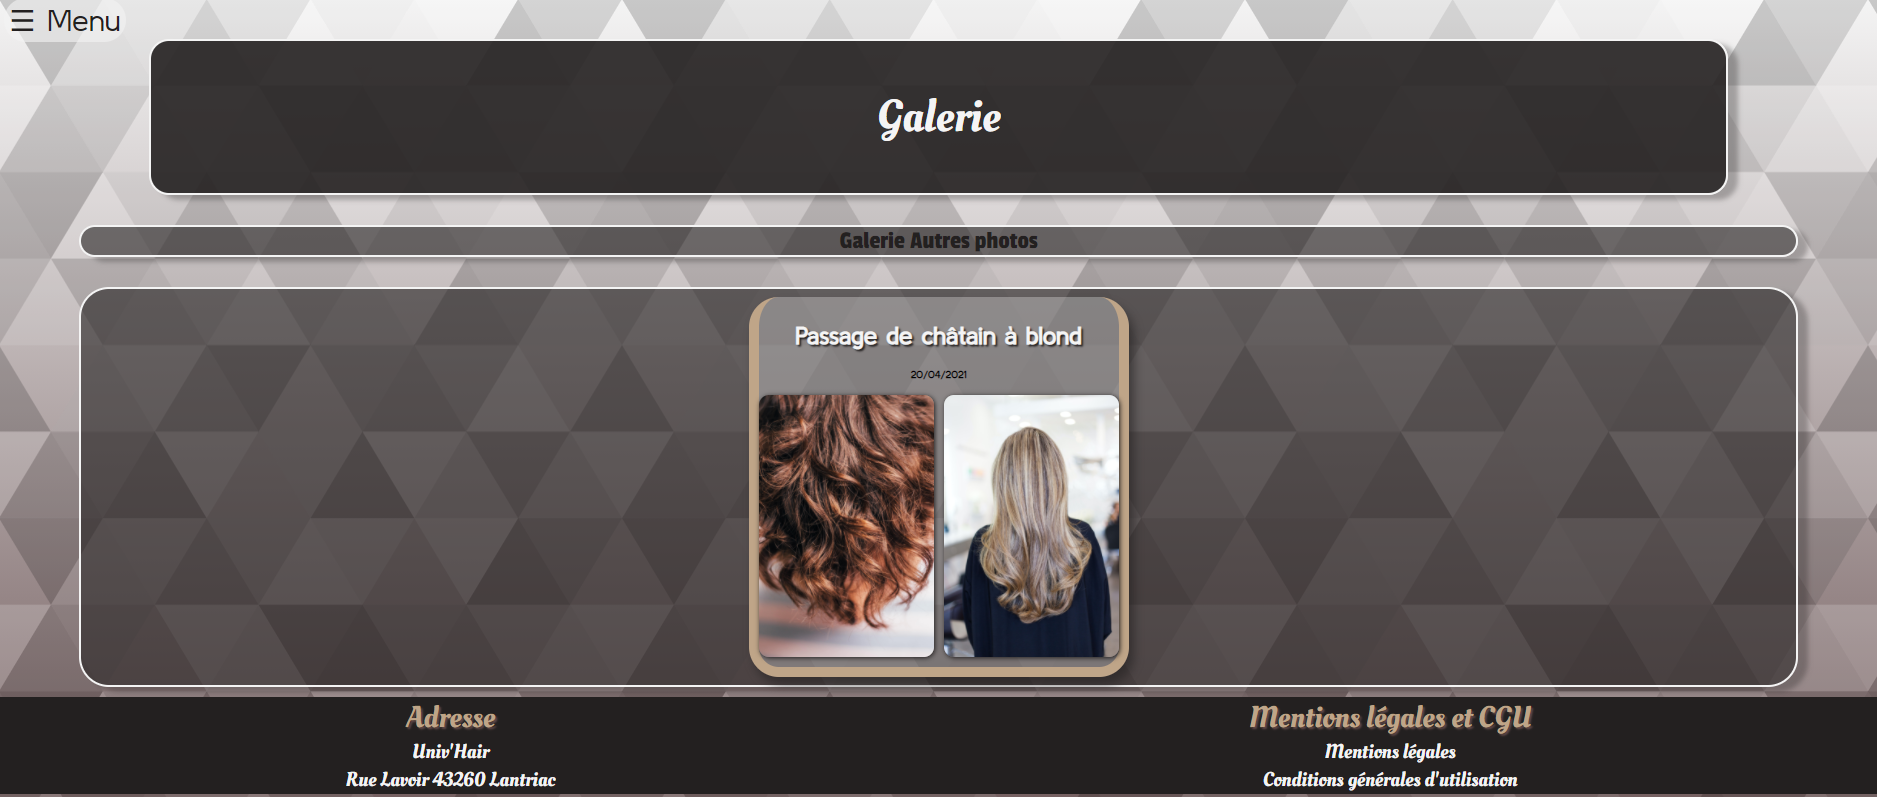 ☰ Menu
Galerie
Galerie Autres photos
Passage de châtain à blond
20/04/2021
Adresse
Univ'Hair
Rue Lavoir 43260 Lantriac
Mentions légales et CGU
Mentions légales
Conditions générales d'utilisation